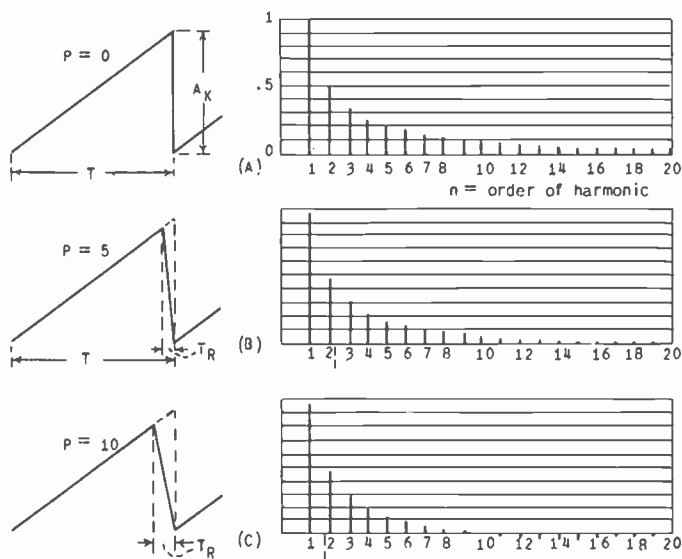 P = 0
A_K
T
(A)
1
.5
0
1 2 3 4 5 6 7 8 10 12 14 16 18 20
n = order of harmonic
P = 5
T
T_R
(B)
1 2 3 4 5 6 7 8 10 12 14 16 18 20
P = 10
T_R
(C)
1 2 3 4 5 6 7 8 10 12 14 16 18 20